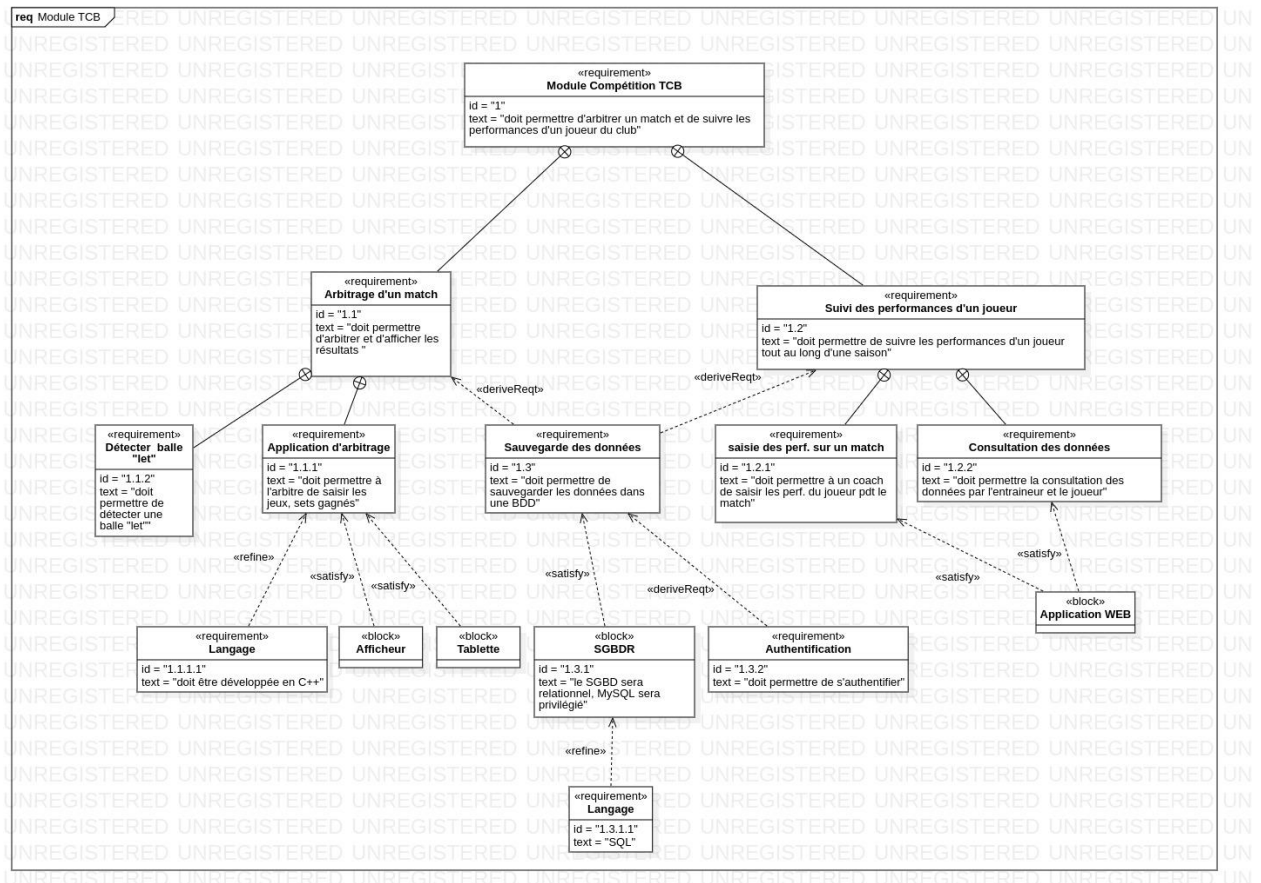 req Module TCB
«requirement»
Module Compétition TCB
id = "1"
text = "doit permettre d'arbitrer un match et de suivre les
performances d'un joueur du club"
«requirement»
Arbitrage d'un match
id = "1.1"
text = "doit permettre
d'arbitrer et d'afficher les
résultats "
«requirement»
Suivi des performances d'un joueur
id = "1.2"
text = "doit permettre de suivre les performances d'un joueur
tout au long d'une saison"
«deriveReqt»
«deriveReqt»
«requirement»
Détecter balle
"let"
id = "1.1.2"
text = "doit
permettre de
détecter une
balle "let""
«requirement»
Application d'arbitrage
id = "1.1.1"
text = "doit permettre à
l'arbitre de saisir les
jeux, sets gagnés"
«requirement»
Sauvegarde des données
id = "1.3"
text = "doit permettre de
sauvegarder les données dans
une BDD"
«requirement»
saisie des perf. sur un match
id = "1.2.1"
text = "doit permettre à un coach
de saisir les perf. du joueur pdt le
match"
«requirement»
Consultation des données
id = "1.2.2"
text = "doit permettre la consultation des
données par l'entraineur et le joueur"
«refine»
«satisfy»
«satisfy»
«satisfy»
«deriveReqt»
«satisfy»
«satisfy»
«block»
Application WEB
«requirement»
Langage
id = "1.1.1.1"
text = "doit être développée en C++"
«block»
Afficheur
«block»
Tablette
«block»
SGBDR
id = "1.3.1"
text = "le SGBD sera
relationnel, MySQL sera
privilégié"
«requirement»
Authentification
id = "1.3.2"
text = "doit permettre de s'authentifier"
«refine»
«requirement»
Langage
id = "1.3.1.1"
text = "SQL"
UNREGISTERED